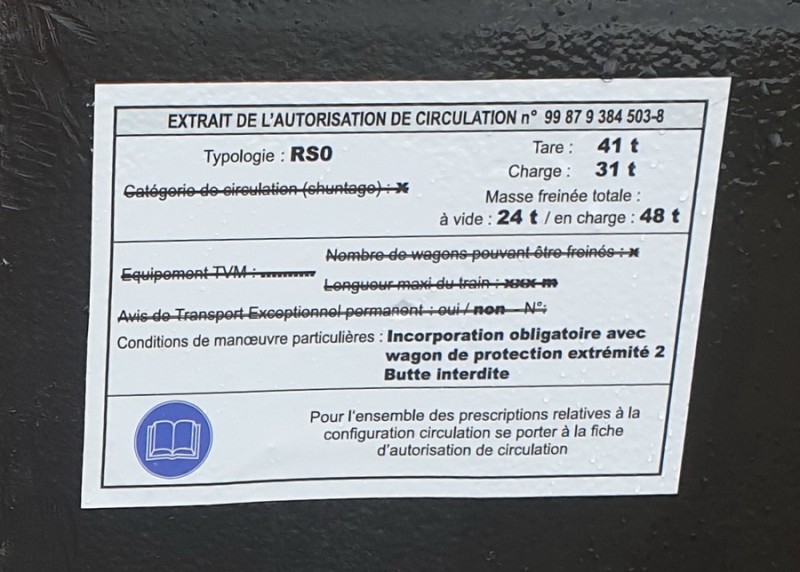 EXTRAIT DE L'AUTORISATION DE CIRCULATION n° 99 87 9 384 503-8
Typologie : RS0
Catégorie de circulation (shuntage) : X
Tare : 41 t
Charge : 31 t
Masse freinée totale :
à vide : 24 t / en charge : 48 t
Equipement TVM : ..........
Nombre de wagons pouvant être freinés : x
Longueur maxi du train : xxx m
Avis de Transport Exceptionnel permanent : oui / non - N°:
Conditions de manœuvre particulières : Incorporation obligatoire avec
wagon de protection extrémité 2
Butte interdite
Pour l'ensemble des prescriptions relatives à la
configuration circulation se porter à la fiche
d'autorisation de circulation